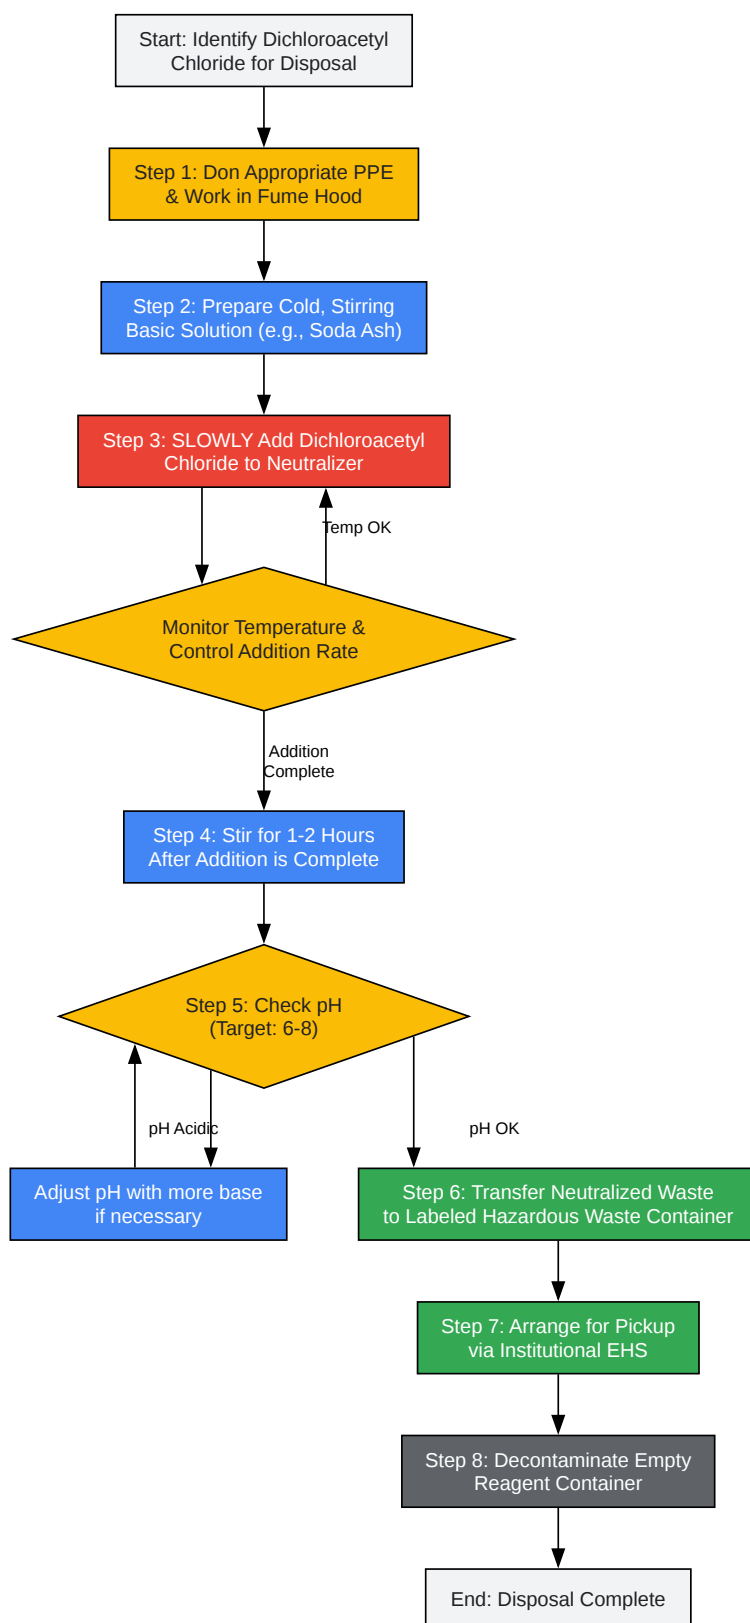 Start: Identify Dichloroacetyl
Chloride for Disposal
Step 1: Don Appropriate PPE
& Work in Fume Hood
Step 2: Prepare Cold, Stirring
Basic Solution (e.g., Soda Ash)
Step 3: SLOWLY Add Dichloroacetyl
Chloride to Neutralizer
Temp OK
Monitor Temperature &
Control Addition Rate
Addition
Complete
Step 4: Stir for 1-2 Hours
After Addition is Complete
Step 5: Check pH
(Target: 6-8)
pH Acidic
pH OK
Adjust pH with more base
if necessary
Step 6: Transfer Neutralized Waste
to Labeled Hazardous Waste Container
Step 7: Arrange for Pickup
via Institutional EHS
Step 8: Decontaminate Empty
Reagent Container
End: Disposal Complete